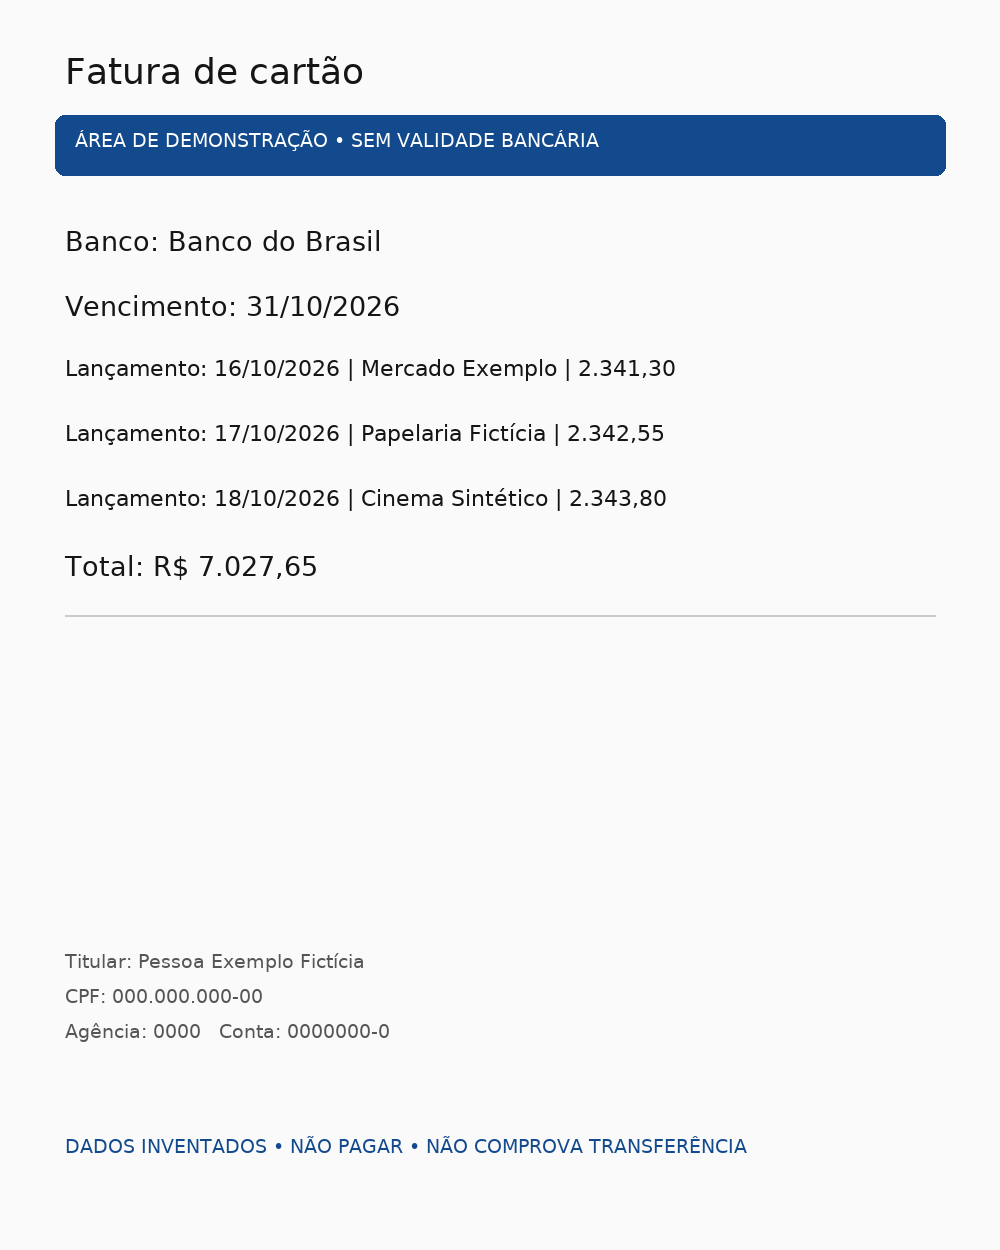 Fatura de cartão
ÁREA DE DEMONSTRAÇÃO • SEM VALIDADE BANCÁRIA
Banco: Banco do Brasil
Vencimento: 31/10/2026
Lançamento: 16/10/2026 | Mercado Exemplo | 2.341,30
Lançamento: 17/10/2026 | Papelaria Fictícia | 2.342,55
Lançamento: 18/10/2026 | Cinema Sintético | 2.343,80
Total: R$ 7.027,65
Titular: Pessoa Exemplo Fictícia
CPF: 000.000.000-00
Agência: 0000   Conta: 0000000-0
DADOS INVENTADOS • NÃO PAGAR • NÃO COMPROVA TRANSFERÊNCIA